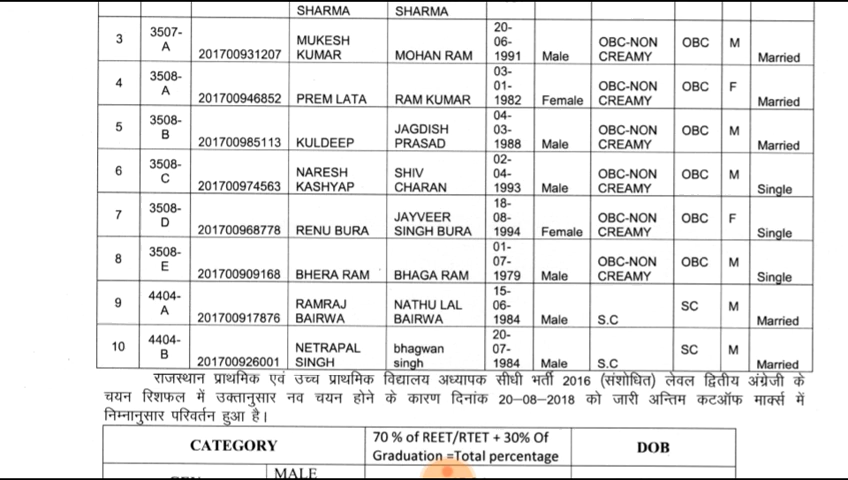 SHARMA SHARMA
3 3507-A 201700931207 MUKESH KUMAR MOHAN RAM 20-06-1991 Male OBC-NON CREAMY OBC M Married
4 3508-A 201700946852 PREM LATA RAM KUMAR 03-01-1982 Female OBC-NON CREAMY OBC F Married
5 3508-B 201700985113 KULDEEP JAGDISH PRASAD 04-03-1988 Male OBC-NON CREAMY OBC M Married
6 3508-C 201700974563 NARESH KASHYAP SHIV CHARAN 02-04-1993 Male OBC-NON CREAMY OBC M Single
7 3508-D 201700968778 RENU BURA JAYVEER SINGH BURA 18-08-1994 Female OBC-NON CREAMY OBC F Single
8 3508-E 201700909168 BHERA RAM BHAGA RAM 01-07-1979 Male OBC-NON CREAMY OBC M Single
9 4404-A 201700917876 RAMRAJ BAIRWA NATHU LAL BAIRWA 15-06-1984 Male S.C SC M Married
10 4404-B 201700926001 NETRAPAL SINGH bhagwan singh 20-07-1984 Male S.C SC M Married
राजस्थान प्राथमिक एवं उच्च प्राथमिक विद्यालय अध्यापक सीधी भर्ती 2016 (संशोधित) लेवल द्वितीय अंग्रेजी के
चयन रिशफल में उक्तानुसार नव चयन होने के कारण दिनांक 20-08-2018 को जारी अन्तिम कटऑफ मार्क्स में
निम्नानुसार परिवर्तन हुआ है।
CATEGORY 70 % of REET/RTET + 30% Of Graduation =Total percentage DOB
MALE